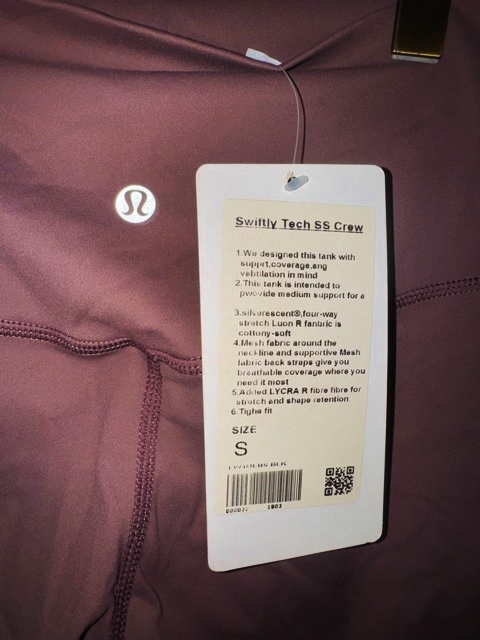 Swiftly Tech SS Crew
1.We designed this tank with
supprt,coverage,ang
vebtilation in mind
2.This tank is intended to
pwovide medium support for a
3.silverescent®,four-way
stretch Luon R fanbric is
cottony-soft
4.Mesh fabric around the
neckline and supportive Mesh
fabric back straps give you
breathable coverage where you
need it most
5.Added LYCRA R fibre fibre for
stretch and shape retention
6.Tighe fit
SIZE
S
BLK
1903